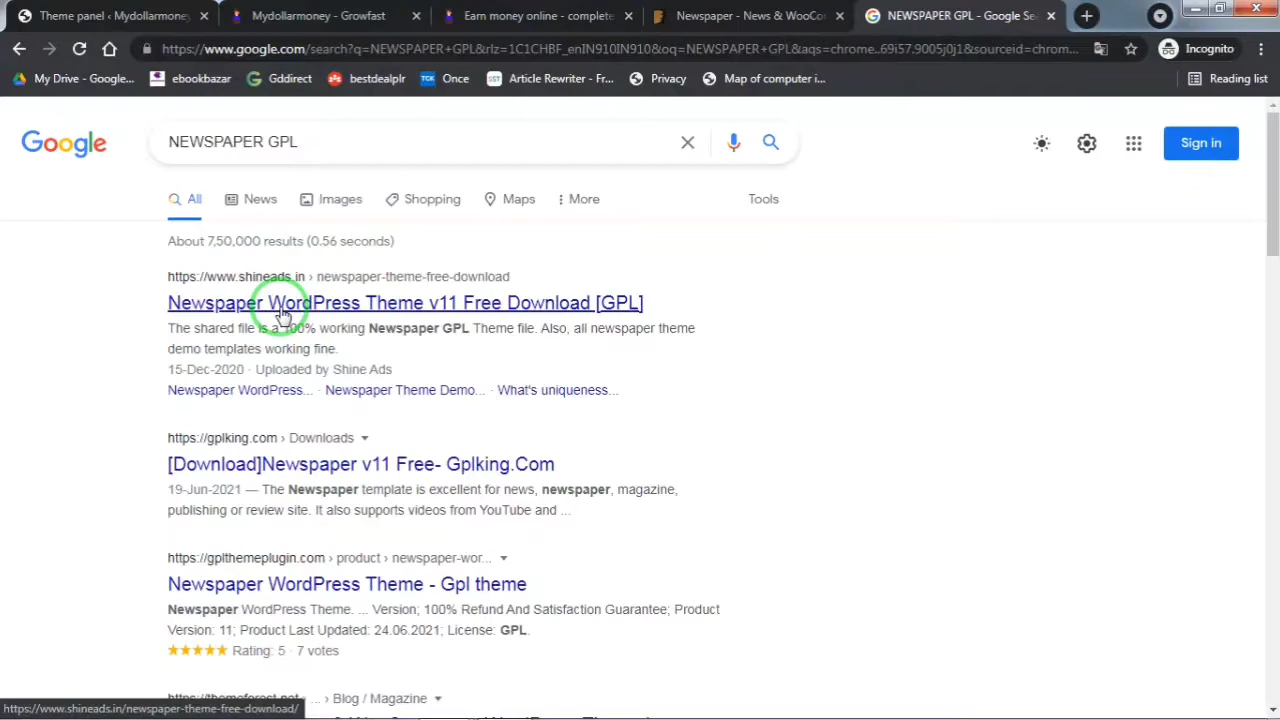 Theme panel ‹ Mydollarmoney
Mydollarmoney - Growfast
Earn money online - complete
Newspaper - News & WooCo
NEWSPAPER GPL - Google Se
https://www.google.com/search?q=NEWSPAPER+GPL&rlz=1C1CHBF_enIN910IN910&oq=NEWSPAPER+GPL&aqs=chrome..69i57.9005j0j1&sourceid=chrom...
Incognito
My Drive - Google...
ebookbazar
Gddirect
bestdealplr
TCK Once
Article Rewriter - Fr...
Privacy
Map of computer i...
Reading list
Google
NEWSPAPER GPL
Sign in
All
News
Images
Shopping
Maps
More
Tools
About 7,50,000 results (0.56 seconds)
https://www.shineads.in › newspaper-theme-free-download
Newspaper WordPress Theme v11 Free Download [GPL]
The shared file is a 100% working Newspaper GPL Theme file. Also, all newspaper theme
demo templates working fine.
15-Dec-2020 · Uploaded by Shine Ads
Newspaper WordPress... · Newspaper Theme Demo... · What's uniqueness...
https://gplking.com › Downloads
[Download]Newspaper v11 Free- Gplking.Com
19-Jun-2021 — The Newspaper template is excellent for news, newspaper, magazine,
publishing or review site. It also supports videos from YouTube and ...
https://gplthemeplugin.com › product › newspaper-wor...
Newspaper WordPress Theme - Gpl theme
Newspaper WordPress Theme. ... Version; 100% Refund And Satisfaction Guarantee; Product
Version: 11; Product Last Updated: 24.06.2021; License: GPL.
Rating: 5 · 7 votes
https://themeforest.net › ... › Blog / Magazine
https://www.shineads.in/newspaper-theme-free-download/